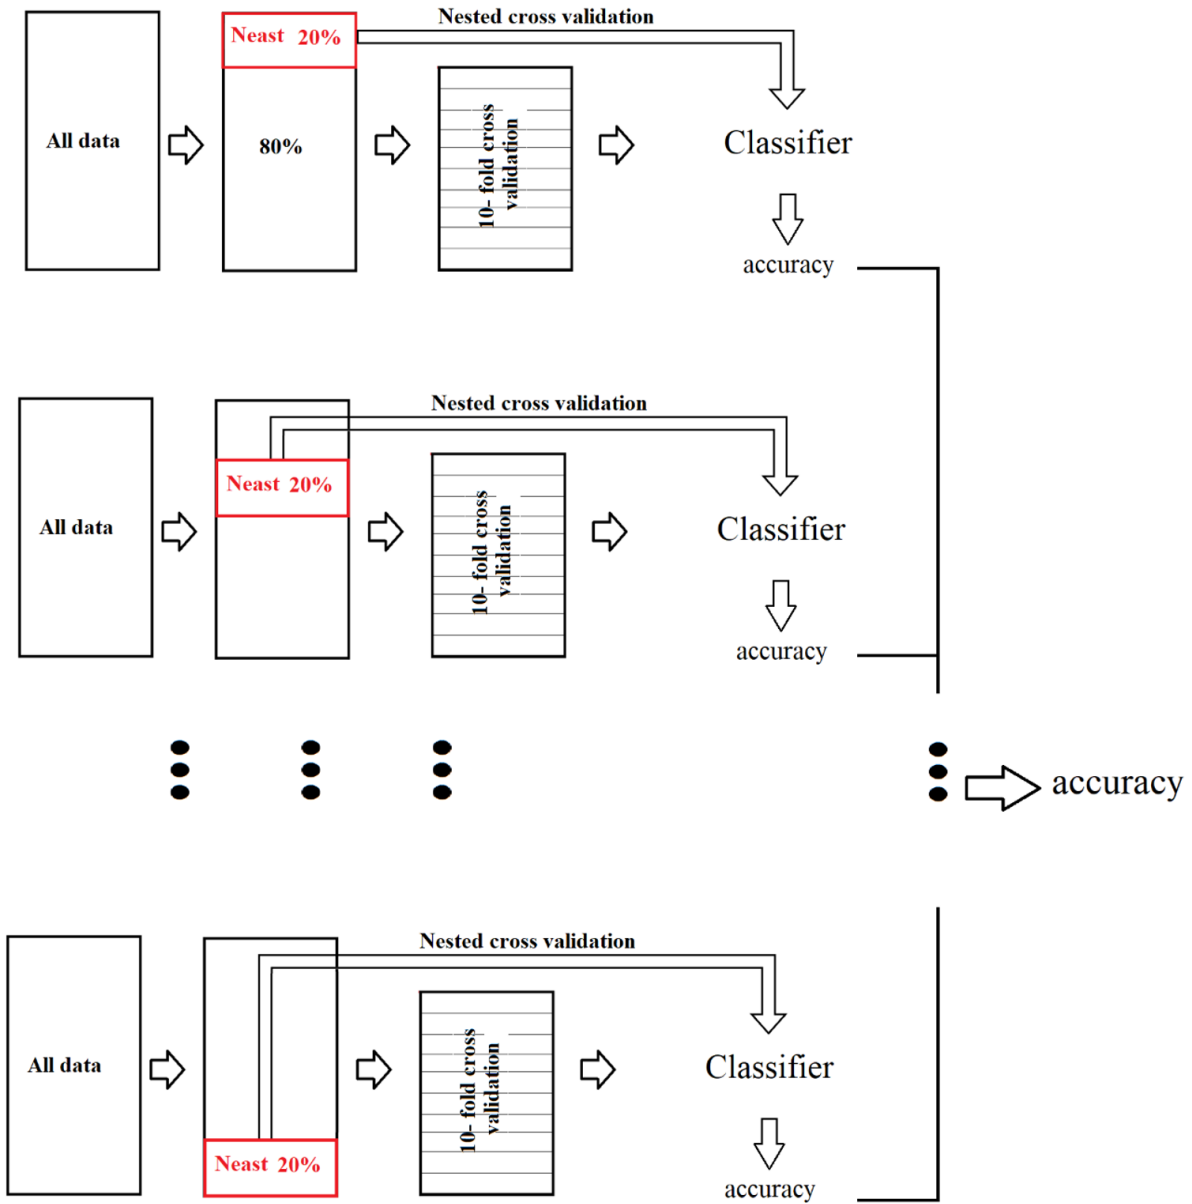 Nested cross validation
Neast 20%
All data
80%
10- fold cross
validation
Classifier
accuracy
Nested cross validation
Neast 20%
All data
10- fold cross
validation
Classifier
accuracy
accuracy
Nested cross validation
All data
10- fold cross
validation
Classifier
Neast 20%
accuracy